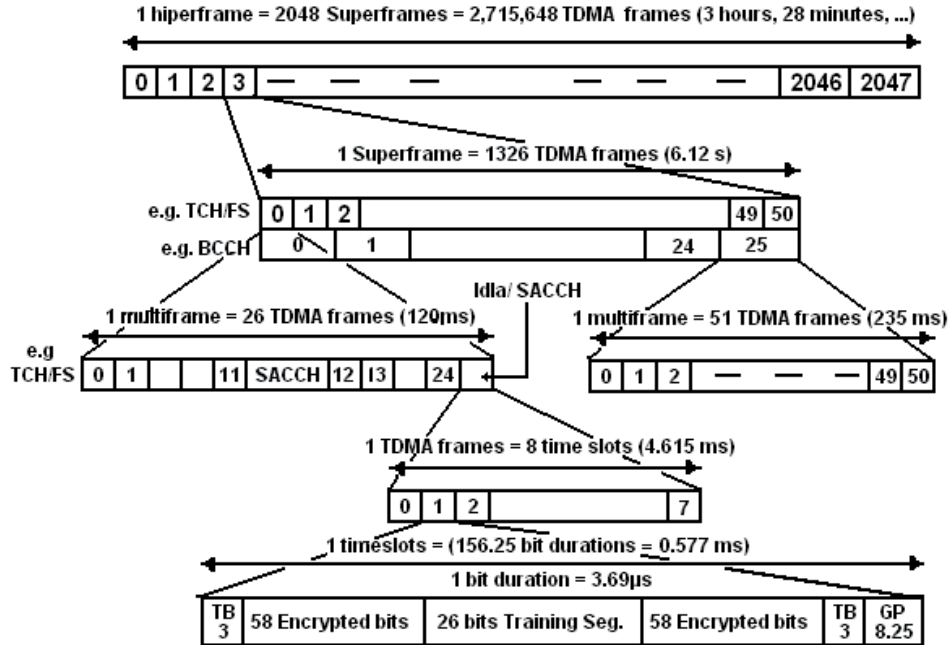 1 hiperframe = 2048 Superframes = 2,715,648 TDMA frames (3 hours, 28 minutes, ...)
0 1 2 3 — — — — — — 2046 2047
1 Superframe = 1326 TDMA frames (6.12 s)
e.g. TCH/FS 0 1 2 49 50
e.g. BCCH 0 1 24 25
Idla/ SACCH
1 multiframe = 26 TDMA frames (120ms)
1 multiframe = 51 TDMA frames (235 ms)
e.g
TCH/FS 0 1 11 SACCH 12 I3 24
0 1 2 — — — — 49 50
1 TDMA frames = 8 time slots (4.615 ms)
0 1 2 7
1 timeslots = (156.25 bit durations = 0.577 ms)
1 bit duration = 3.69µs
TB 3 58 Encrypted bits 26 bits Training Seg. 58 Encrypted bits TB 3 GP 8.25